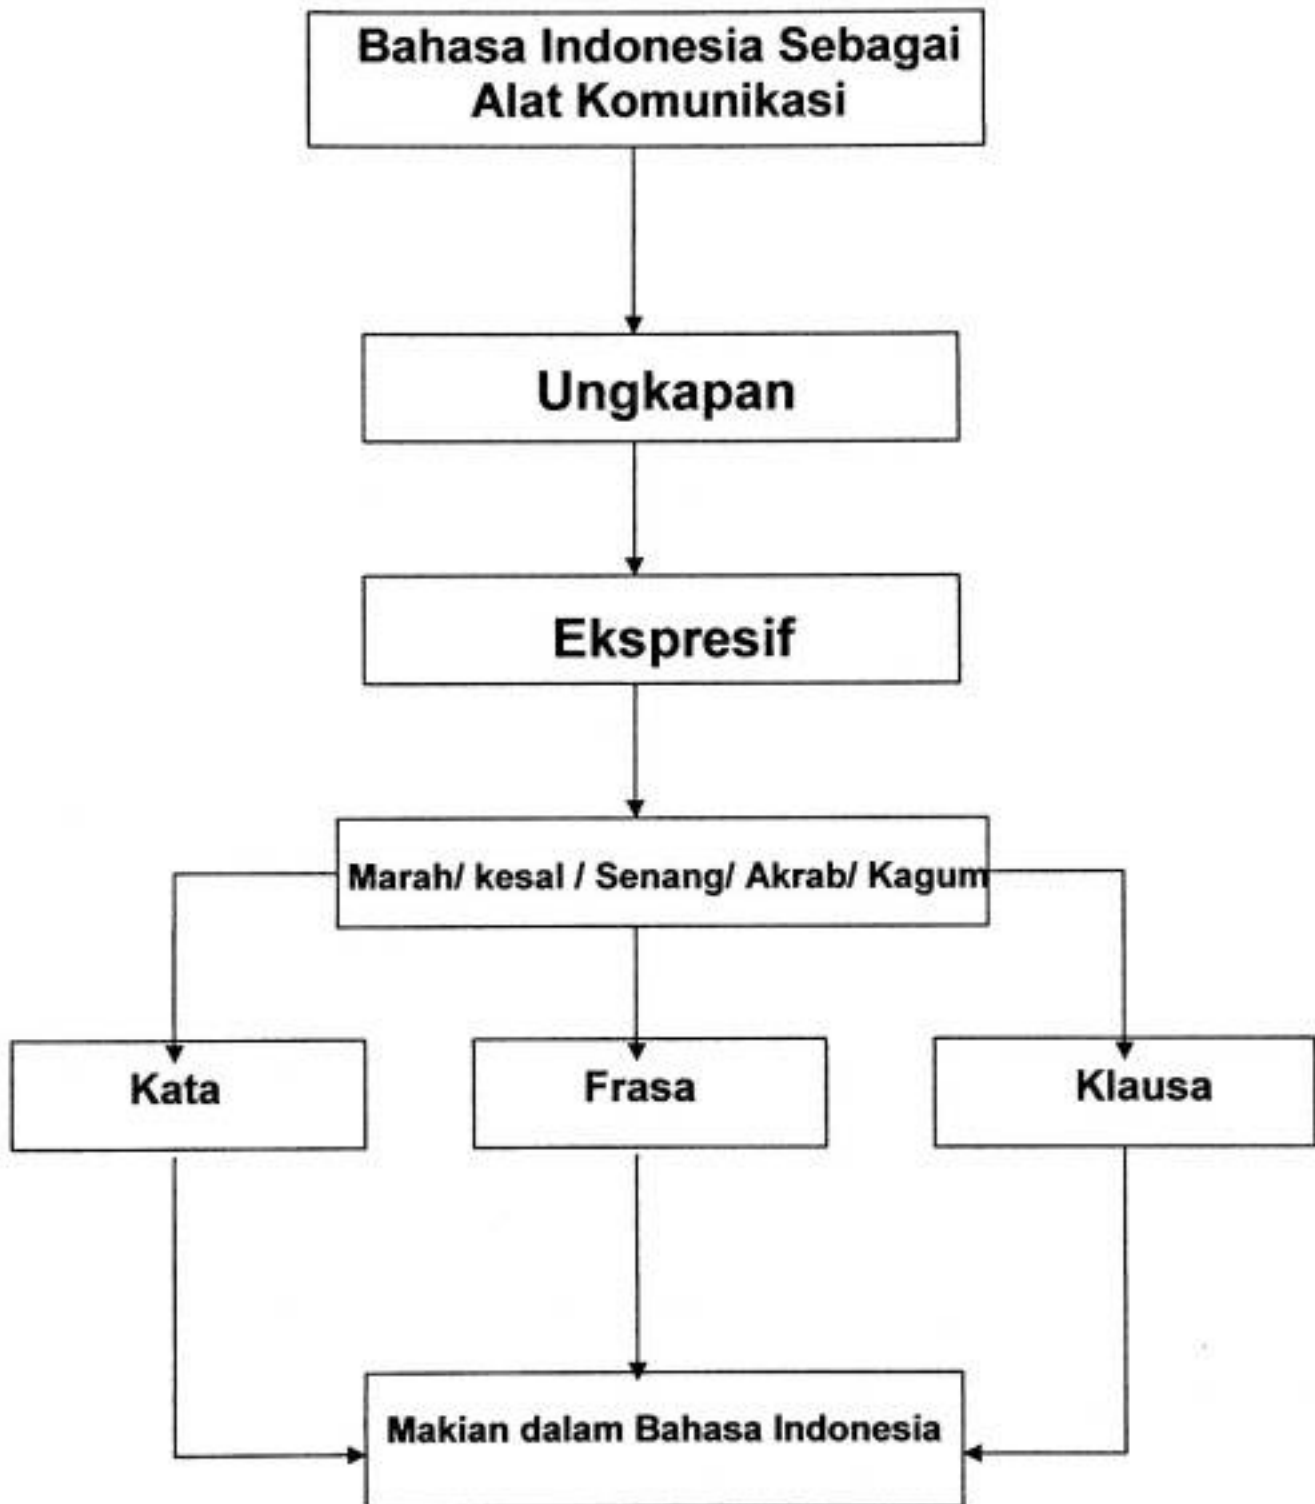 Bahasa Indonesia Sebagai
Alat Komunikasi
Ungkapan
Ekspresif
Marah/ kesal / Senang/ Akrab/ Kagum
Kata
Frasa
Klausa
Makian dalam Bahasa Indonesia